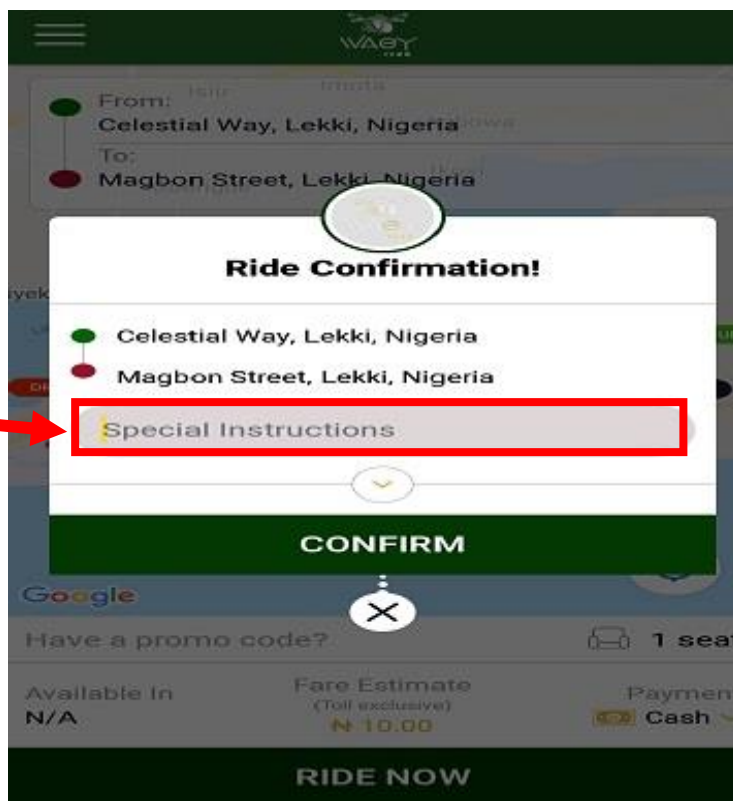 WAGY
From:
Celestial Way, Lekki, Nigeria
To:
Magbon Street, Lekki, Nigeria
Ride Confirmation!
Celestial Way, Lekki, Nigeria
Magbon Street, Lekki, Nigeria
Special Instructions
CONFIRM
Google
Have a promo code? 1 seat
Available In Fare Estimate Paymen
N/A (Toll exclusive) Cash
₦ 10.00
RIDE NOW